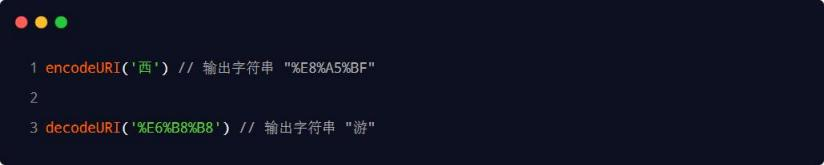 1 encodeURI('西') // 输出字符串 "%E8%A5%BF"
2
3 decodeURI('%E6%B8%B8') // 输出字符串 "游"